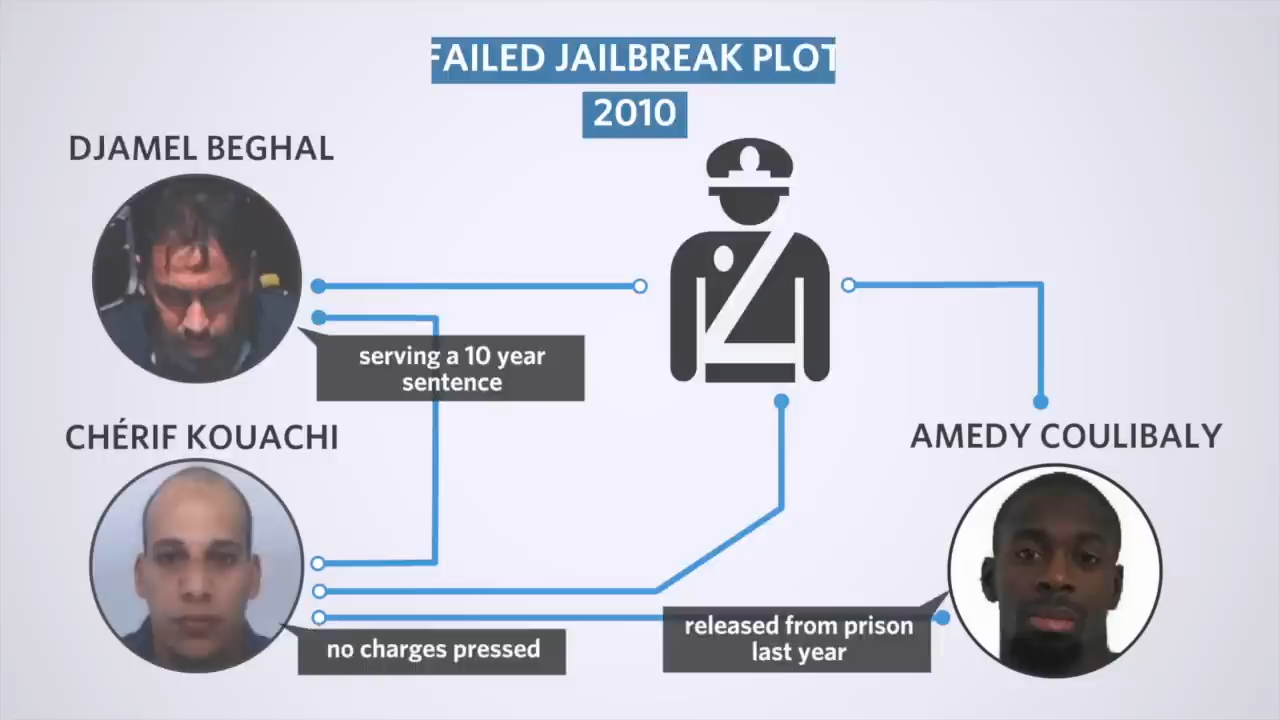 FAILED JAILBREAK PLOT
2010
DJAMEL BEGHAL
serving a 10 year
sentence
CHÉRIF KOUACHI
no charges pressed
AMEDY COULIBALY
released from prison
last year